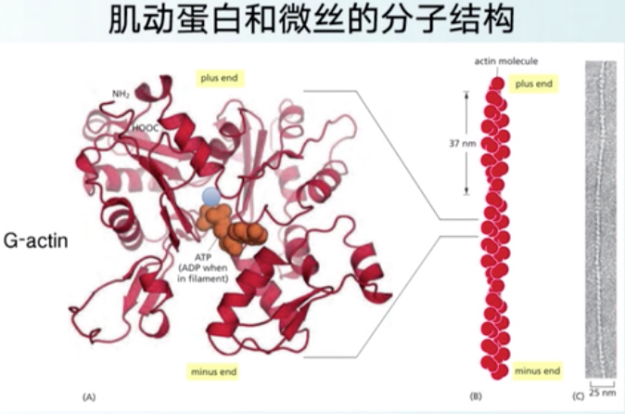 肌动蛋白和微丝的分子结构
plus end
NH₂
HOOC
G-actin
ATP
(ADP when
in filament)
minus end
(A)
actin molecule
plus end
37 nm
minus end
(B)
(C)
25 nm